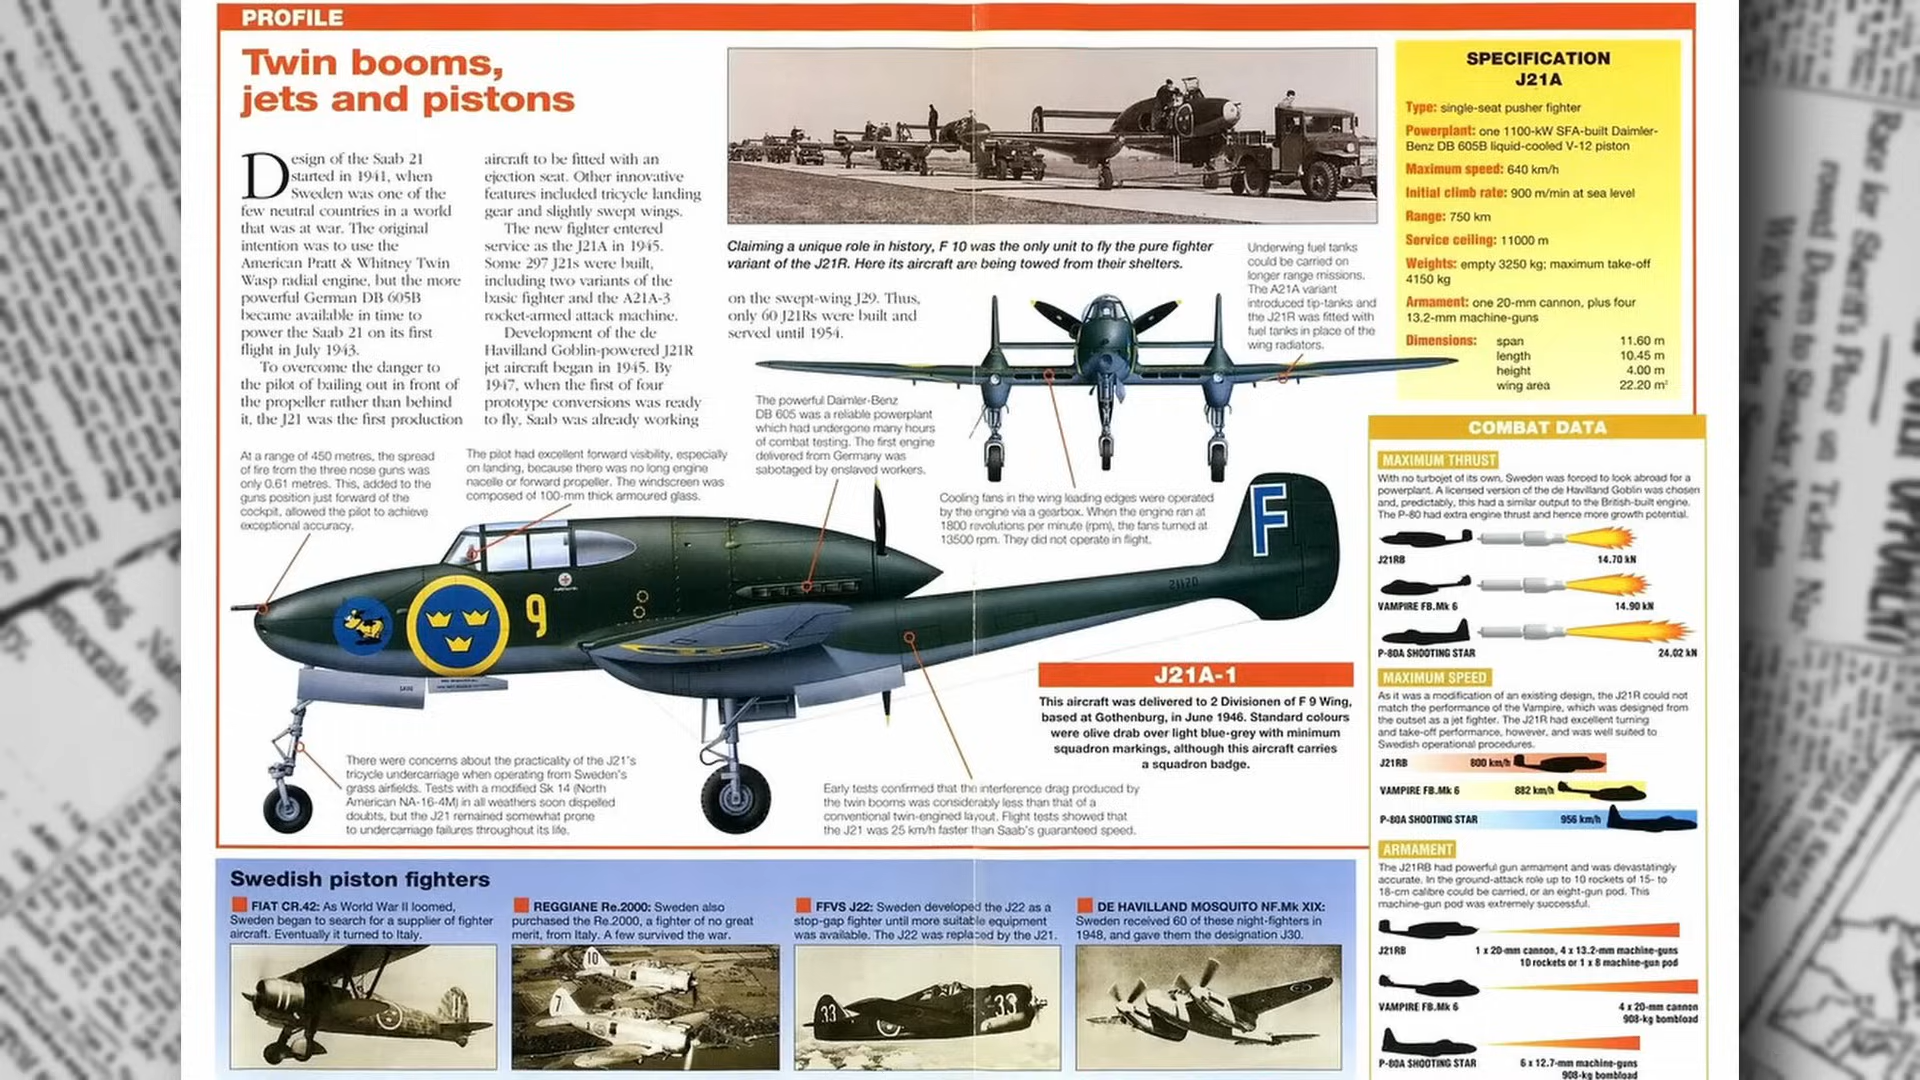 PROFILE
Twin booms,
jets and pistons
Design of the Saab 21
started in 1941, when
Sweden was one of the
few neutral countries in a world
that was at war. The original
intention was to use the
American Pratt & Whitney Twin
Wasp radial engine, but the more
powerful German DB 605B
became available in time to
power the Saab 21 on its first
flight in July 1943.
To overcome the danger to
the pilot of bailing out in front of
the propeller rather than behind
it, the J21 was the first production
aircraft to be fitted with an
ejection seat. Other innovative
features included tricycle landing
gear and slightly swept wings.
The new fighter entered
service as the J21A in 1945.
Some 297 J21s were built,
including two variants of the
basic fighter and the A21A-3
rocket-armed attack machine.
Development of the de
Havilland Goblin-powered J21R
jet aircraft began in 1945. By
1947, when the first of four
prototype conversions was ready
to fly, Saab was already working
on the swept-wing J29. Thus,
only 60 J21Rs were built and
served until 1954.
Claiming a unique role in history, F 10 was the only unit to fly the pure fighter
variant of the J21R. Here its aircraft are being towed from their shelters.
Underwing fuel tanks
could be carried on
longer range missions.
The A21A variant
introduced tip-tanks and
the J21R was fitted with
fuel tanks in place of the
wing radiators.
SPECIFICATION
J21A
Type: single-seat pusher fighter
Powerplant: one 1100-kW SFA-built Daimler-
Benz DB 605B liquid-cooled V-12 piston
Maximum speed: 640 km/h
Initial climb rate: 900 m/min at sea level
Range: 750 km
Service ceiling: 11000 m
Weights: empty 3250 kg; maximum take-off
4150 kg
Armament: one 20-mm cannon, plus four
13.2-mm machine-guns
Dimensions: span 11.60 m
length 10.45 m
height 4.00 m
wing area 22.20 m²
At a range of 450 metres, the spread
of fire from the three nose guns was
only 0.61 metres. This, added to the
guns position just forward of the
cockpit, allowed the pilot to achieve
exceptional accuracy.
The pilot had excellent forward visibility, especially
on landing, because there was no long engine
nacelle or forward propeller. The windscreen was
composed of 100-mm thick armoured glass.
The powerful Daimler-Benz
DB 605 was a reliable powerplant
which had undergone many hours
of combat testing. The first engine
delivered from Germany was
sabotaged by enslaved workers.
Cooling fans in the wing leading edges were operated
by the engine via a gearbox. When the engine ran at
1800 revolutions per minute (rpm), the fans turned at
13500 rpm. They did not operate in flight.
F
9
21120
J21A-1
This aircraft was delivered to 2 Divisionen of F 9 Wing,
based at Gothenburg, in June 1946. Standard colours
were olive drab over light blue-grey with minimum
squadron markings, although this aircraft carries
a squadron badge.
There were concerns about the practicality of the J21's
tricycle undercarriage when operating from Sweden's
grass airfields. Tests with a modified Sk 14 (North
American NA-16-4M) in all weathers soon dispelled
doubts, but the J21 remained somewhat prone
to undercarriage failures throughout its life.
Early tests confirmed that the interference drag produced by
the twin booms was considerably less than that of a
conventional twin-engined layout. Flight tests showed that
the J21 was 25 km/h faster than Saab's guaranteed speed.
COMBAT DATA
MAXIMUM THRUST
With no turbojet of its own, Sweden was forced to look abroad for a
powerplant. A licensed version of the de Havilland Goblin was chosen
and, predictably, this had a similar output to the British-built engine.
The P-80 had extra engine thrust and hence more growth potential.
J21RB 14.70 kN
VAMPIRE FB.Mk 6 14.90 kN
P-80A SHOOTING STAR 24.02 kN
MAXIMUM SPEED
As it was a modification of an existing design, the J21R could not
match the performance of the Vampire, which was designed from
the outset as a jet fighter. The J21R had excellent turning
and take-off performance, however, and was well suited to
Swedish operational procedures.
J21RB 800 km/h
VAMPIRE FB.Mk 6 882 km/h
P-80A SHOOTING STAR 956 km/h
ARMAMENT
The J21RB had powerful gun armament and was devastatingly
accurate. In the ground-attack role up to 10 rockets of 15- to
18-cm calibre could be carried, or an eight-gun pod. This
machine-gun pod was extremely successful.
J21RB 1 x 20-mm cannon, 4 x 13.2-mm machine-guns
10 rockets or 1 x 8 machine-gun pod
VAMPIRE FB.Mk 6 4 x 20-mm cannon
908-kg bombload
P-80A SHOOTING STAR 6 x 12.7-mm machine-guns
908-kg bombload
Swedish piston fighters
FIAT CR.42: As World War II loomed,
Sweden began to search for a supplier of fighter
aircraft. Eventually it turned to Italy.
REGGIANE Re.2000: Sweden also
purchased the Re.2000, a fighter of no great
merit, from Italy. A few survived the war.
FFVS J22: Sweden developed the J22 as a
stop-gap fighter until more suitable equipment
was available. The J22 was replaced by the J21.
DE HAVILLAND MOSQUITO NF.Mk XIX:
Sweden received 60 of these night-fighters in
1948, and gave them the designation J30.
10
7
33
33